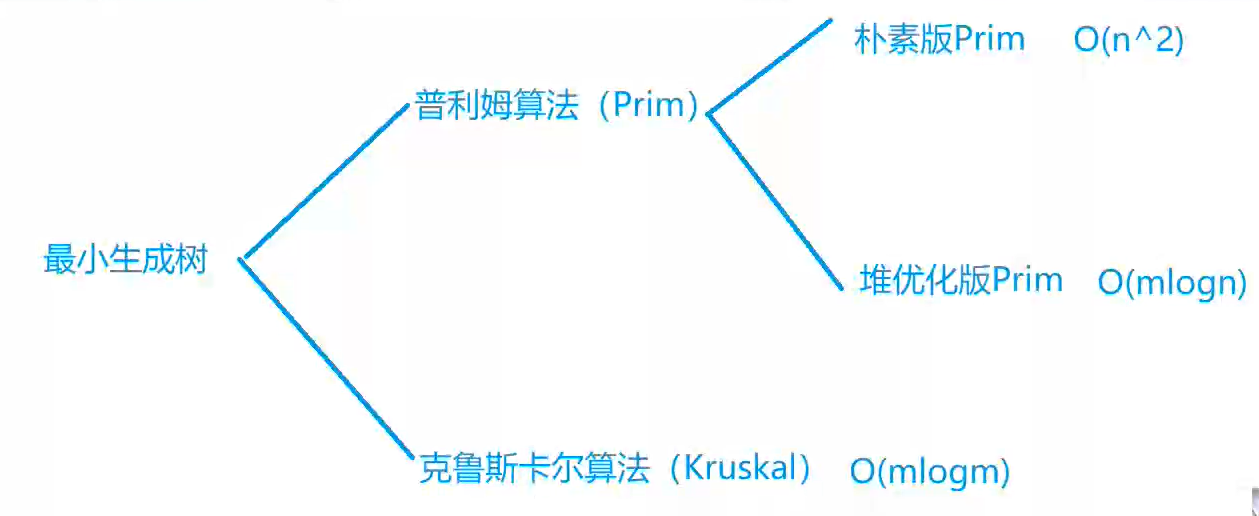 朴素版Prim O(n^2)
普利姆算法（Prim）
最小生成树
堆优化版Prim O(mlogn)
克鲁斯卡尔算法（Kruskal） O(mlogm)